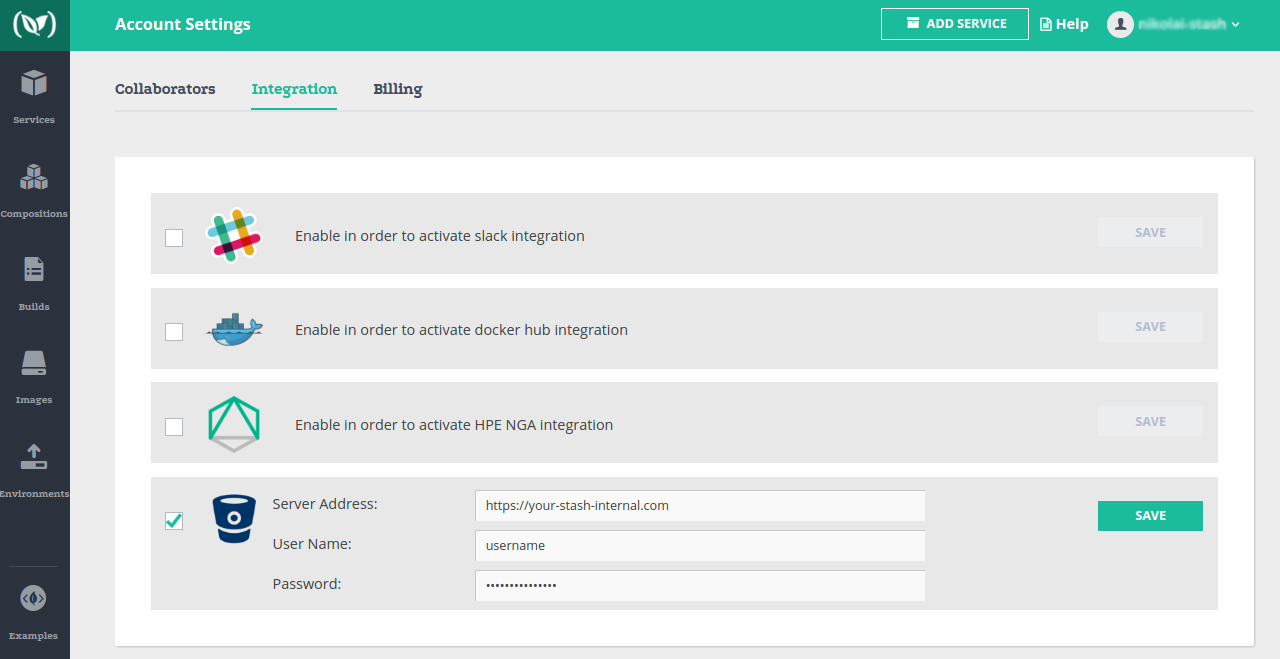 Account Settings
ADD SERVICE
Help
Collaborators
Integration
Billing
Services
Compositions
Builds
Images
Environments
Examples
Enable in order to activate slack integration
SAVE
Enable in order to activate docker hub integration
SAVE
Enable in order to activate HPE NGA integration
SAVE
Server Address:
https://your-stash-internal.com
SAVE
User Name:
username
Password:
•••••••••••••••